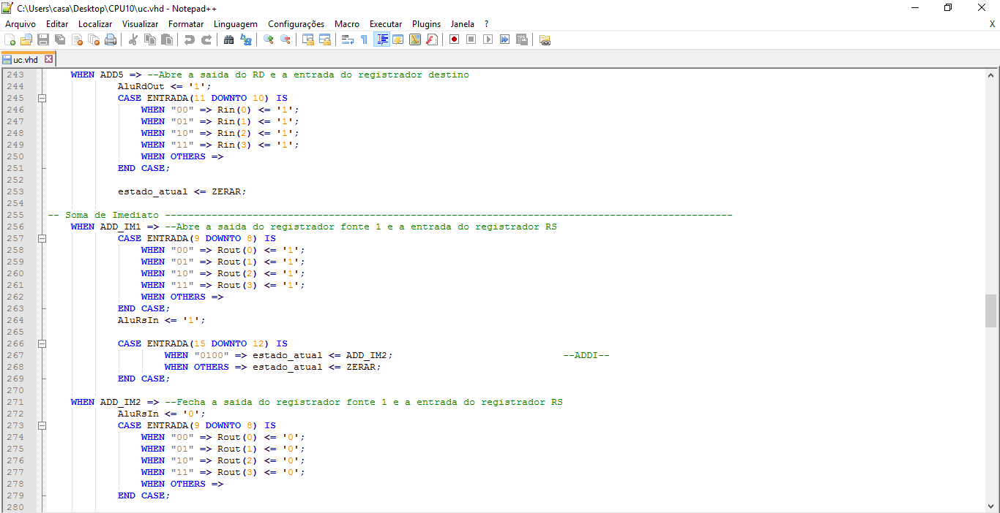 C:\Users\casa\Desktop\CPU10\uc.vhd - Notepad++
Arquivo Editar Localizar Visualizar Formatar Linguagem Configurações Macro Executar Plugins Janela ? X
uc.vhd
243 WHEN ADD5 => --Abre a saida do RD e a entrada do registrador destino
244 AluRdOut <= '1';
245 CASE ENTRADA(11 DOWNTO 10) IS
246 WHEN "00" => Rin(0) <= '1';
247 WHEN "01" => Rin(1) <= '1';
248 WHEN "10" => Rin(2) <= '1';
249 WHEN "11" => Rin(3) <= '1';
250 WHEN OTHERS =>
251 END CASE;
252
253 estado_atual <= ZERAR;
254
255 -- Soma de Imediato -------------------------------------------------------------------------------------------------
256 WHEN ADD_IM1 => --Abre a saida do registrador fonte 1 e a entrada do registrador RS
257 CASE ENTRADA(9 DOWNTO 8) IS
258 WHEN "00" => Rout(0) <= '1';
259 WHEN "01" => Rout(1) <= '1';
260 WHEN "10" => Rout(2) <= '1';
261 WHEN "11" => Rout(3) <= '1';
262 WHEN OTHERS =>
263 END CASE;
264 AluRsIn <= '1';
265
266 CASE ENTRADA(15 DOWNTO 12) IS
267 WHEN "0100" => estado_atual <= ADD_IM2; --ADDI--
268 WHEN OTHERS => estado_atual <= ZERAR;
269 END CASE;
270
271 WHEN ADD_IM2 => --Fecha a saida do registrador fonte 1 e a entrada do registrador RS
272 AluRsIn <= '0';
273 CASE ENTRADA(9 DOWNTO 8) IS
274 WHEN "00" => Rout(0) <= '0';
275 WHEN "01" => Rout(1) <= '0';
276 WHEN "10" => Rout(2) <= '0';
277 WHEN "11" => Rout(3) <= '0';
278 WHEN OTHERS =>
279 END CASE;
280